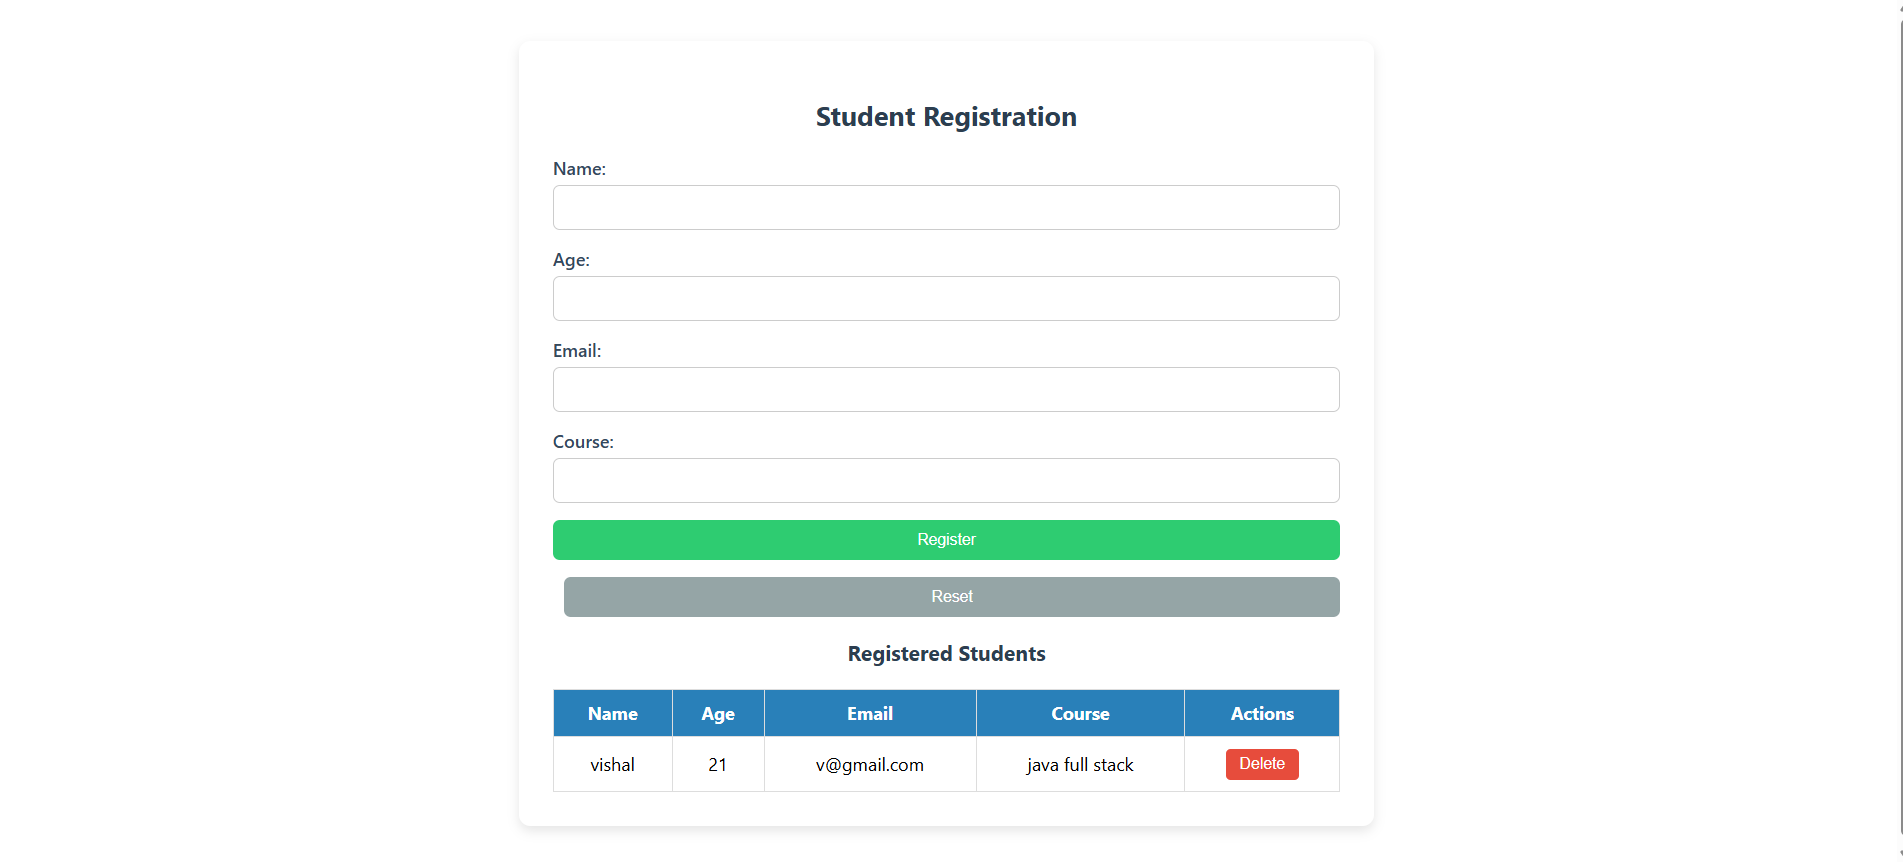 Student Registration
Name:
Age:
Email:
Course:
Register
Reset
Registered Students
Name Age Email Course Actions
vishal 21 v@gmail.com java full stack Delete